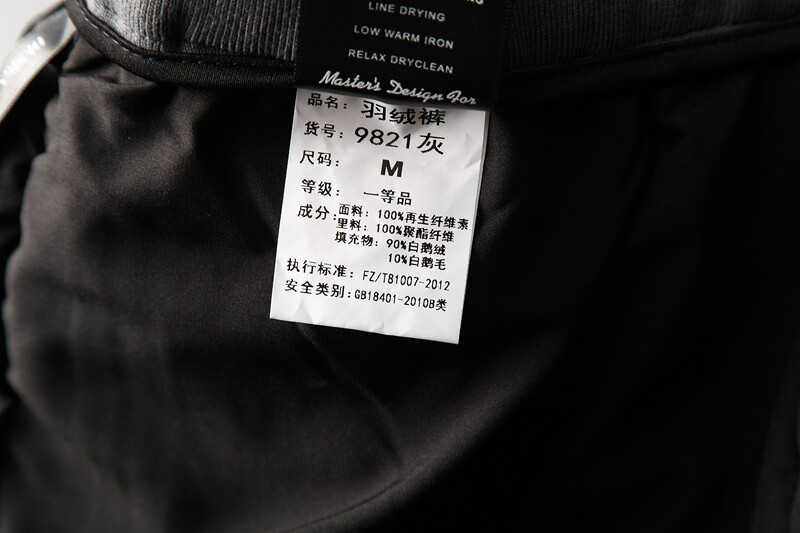 LINE DRYING
LOW WARM IRON
RELAX DRYCLEAN
Master's Design For
品名：羽绒裤
货号：9821灰
尺码：M
等级：一等品
成分：面料：100%再生纤维素
里料：100%聚酯纤维
填充物：90%白鹅绒
10%白鹅毛
执行标准：FZ/T81007-2012
安全类别：GB18401-2010B类